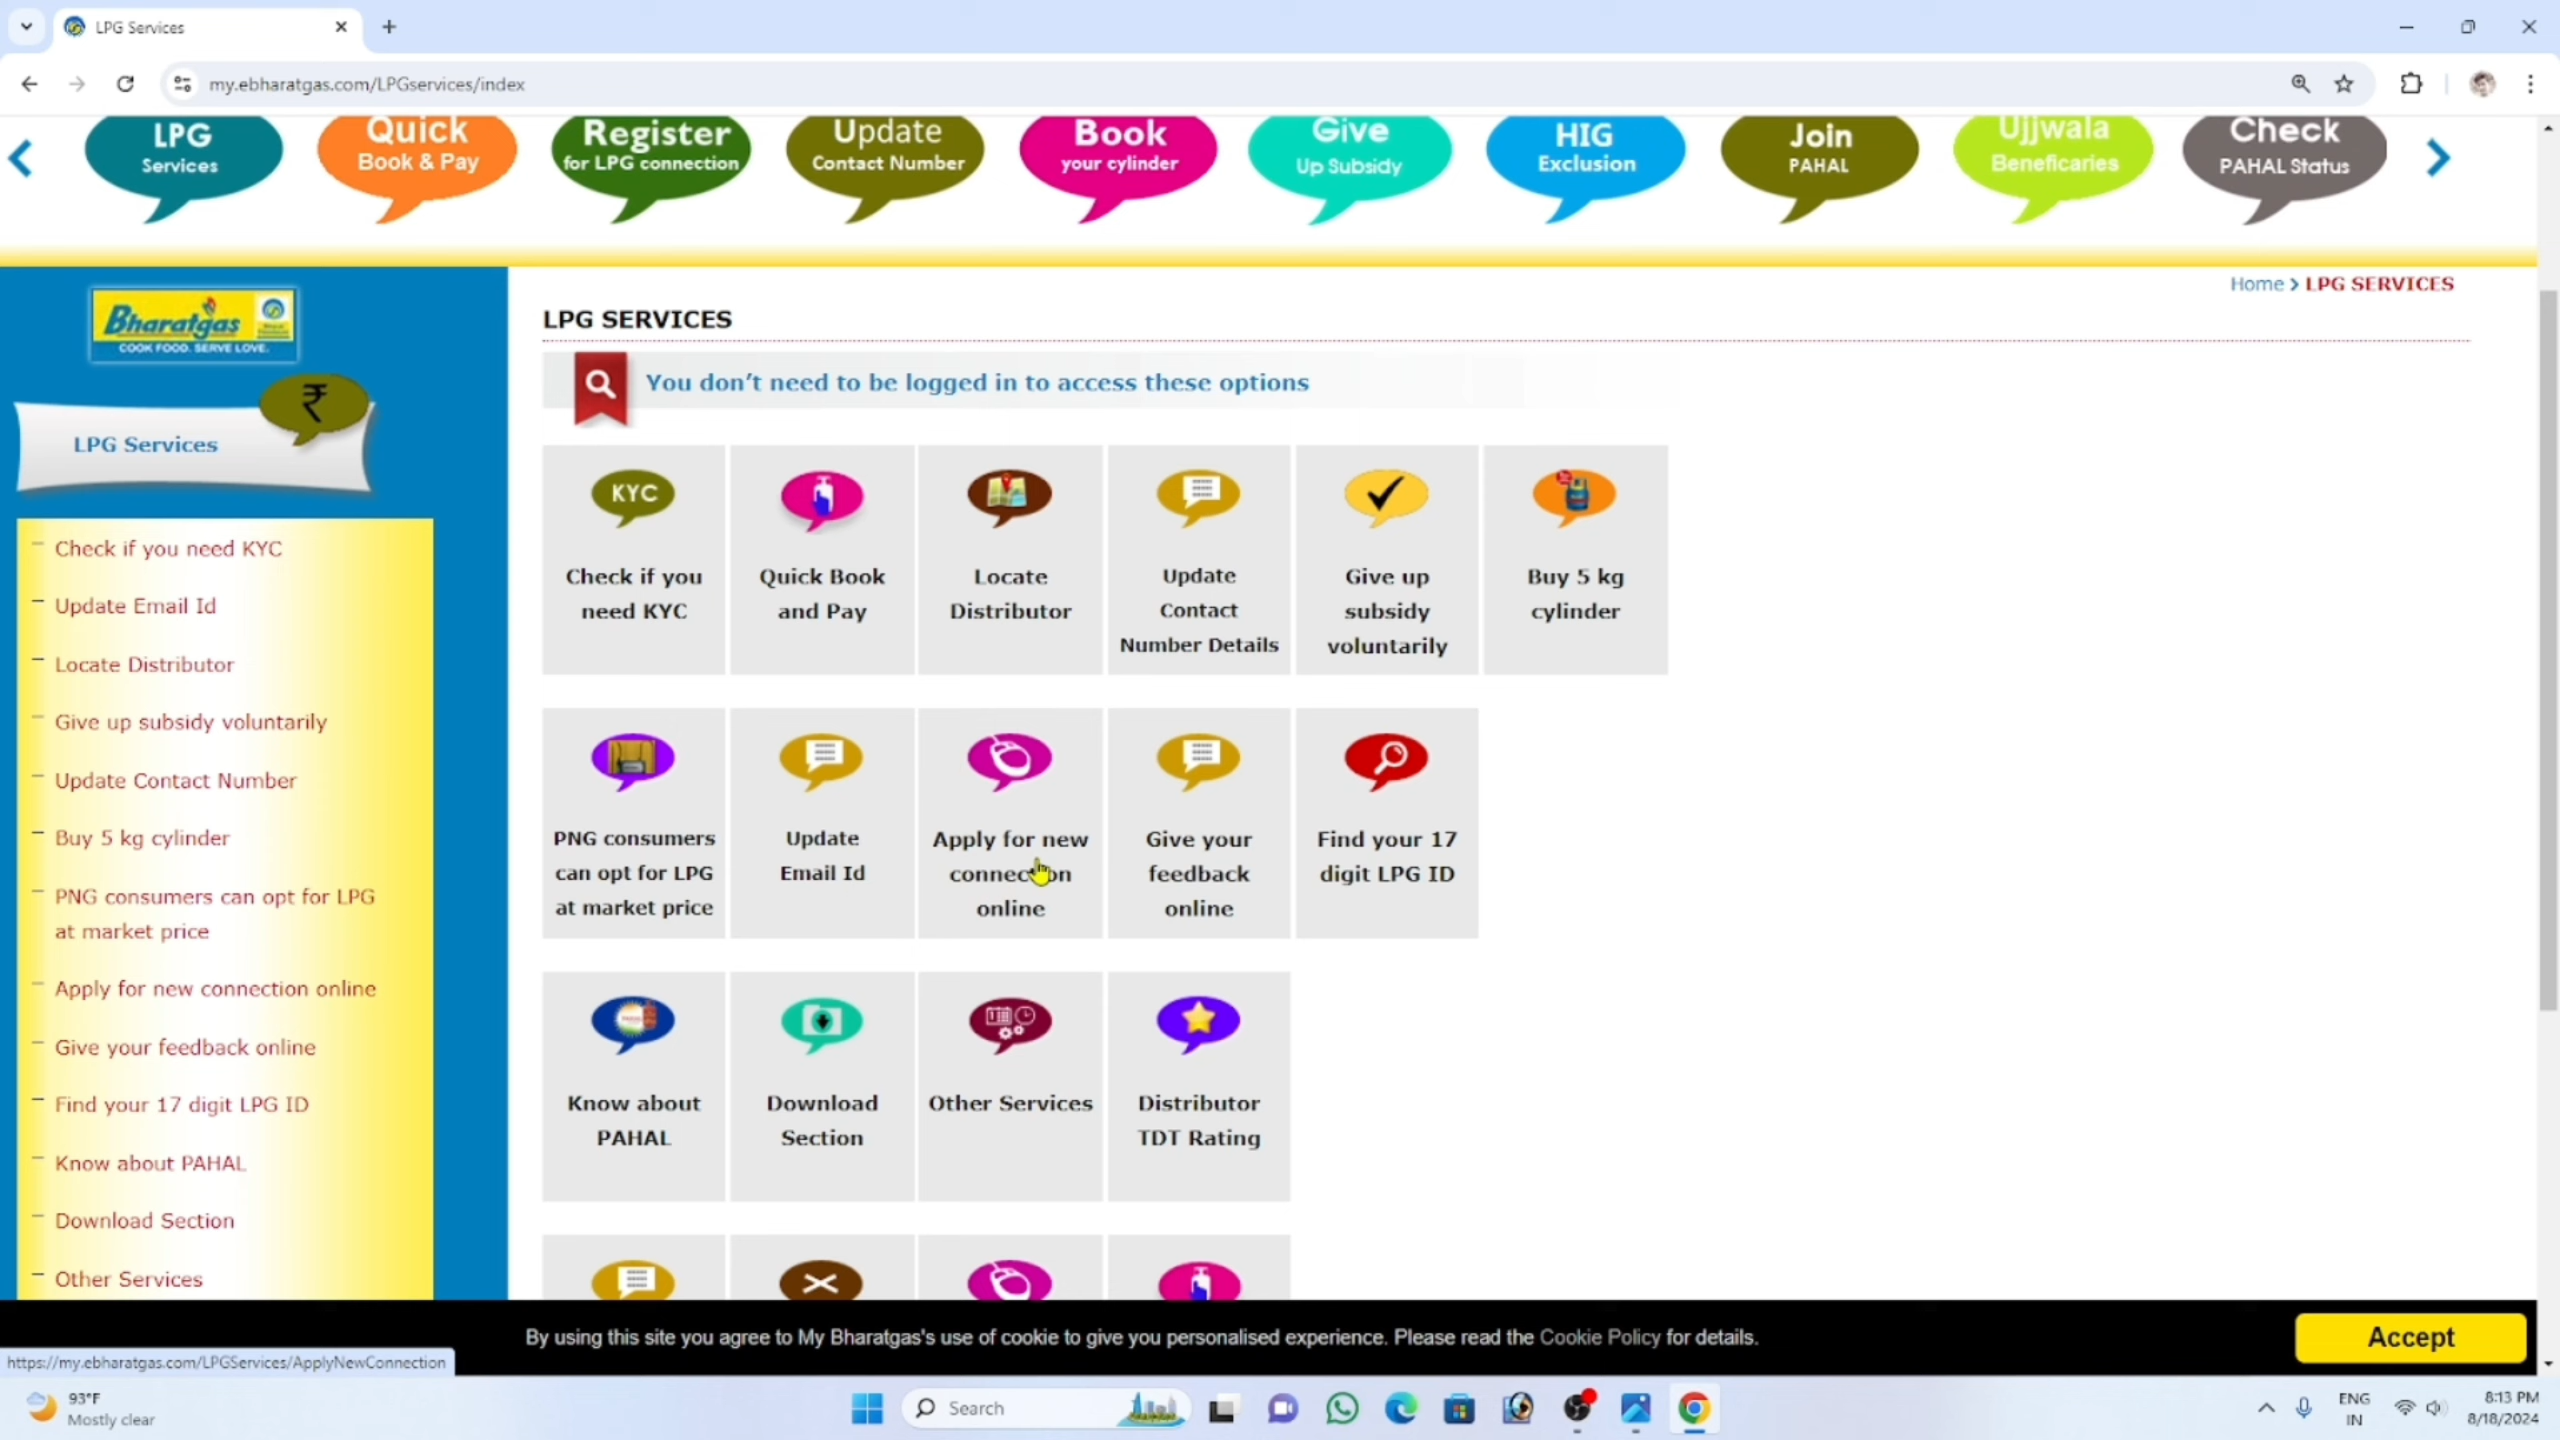 LPG Services
my.ebharatgas.com/LPGservices/index
LPG
Services
Quick
Book & Pay
Register
for LPG connection
Update
Contact Number
Book
your cylinder
Give
Up Subsidy
HIG
Exclusion
Join
PAHAL
Ujjwala
Beneficaries
Check
PAHAL Status
Home > LPG SERVICES
Bharatgas
COOK FOOD. SERVE LOVE.
LPG Services
₹
Check if you need KYC
Update Email Id
Locate Distributor
Give up subsidy voluntarily
Update Contact Number
Buy 5 kg cylinder
PNG consumers can opt for LPG
at market price
Apply for new connection online
Give your feedback online
Find your 17 digit LPG ID
Know about PAHAL
Download Section
Other Services
LPG SERVICES
You don't need to be logged in to access these options
KYC
Check if you
need KYC
Quick Book
and Pay
Locate
Distributor
Update
Contact
Number Details
Give up
subsidy
voluntarily
Buy 5 kg
cylinder
PNG consumers
can opt for LPG
at market price
Update
Email Id
Apply for new
connection
online
Give your
feedback
online
Find your 17
digit LPG ID
Know about
PAHAL
Download
Section
Other Services
Distributor
TDT Rating
By using this site you agree to My Bharatgas's use of cookie to give you personalised experience. Please read the Cookie Policy for details.
Accept
https://my.ebharatgas.com/LPGServices/ApplyNewConnection
93°F
Mostly clear
Search
ENG
IN
8:13 PM
8/18/2024